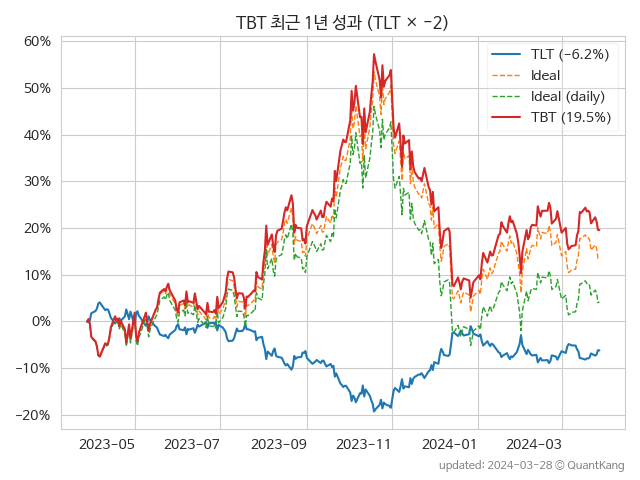 TBT 최근 1년 성과 (TLT × −2)
60%
50%
40%
30%
20%
10%
0%
−10%
−20%
TLT (−6.2%)
Ideal
Ideal (daily)
TBT (19.5%)
2023-05
2023-07
2023-09
2023-11
2024-01
2024-03
updated: 2024-03-28 © QuantKang